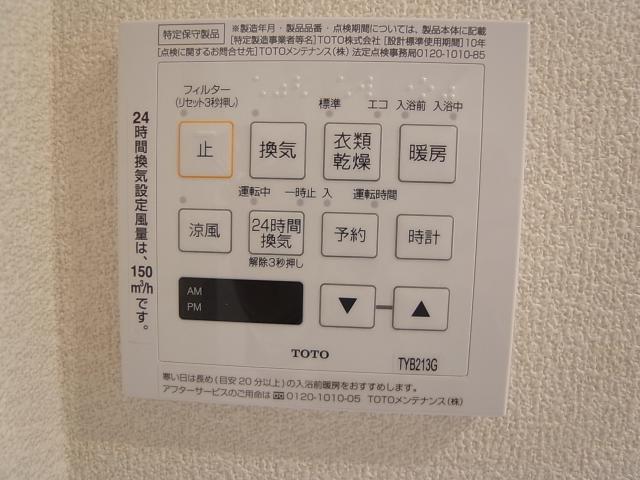 特定保守製品
※製造年月・製品品番・点検期間については、製品本体に記載
[特定製造事業者等名]TOTO株式会社 [設計標準使用期間]10年
[点検に関するお問合せ先]TOTOメンテナンス(株) 法定点検事務局0120-1010-85
24時間換気設定風量は、150m³/hです。
フィルター
(リセット3秒押し)
標準 エコ 入浴前 入浴中
止 換気 衣類 暖房
乾燥
運転中 一時止 入 運転時間
涼風 24時間 予約 時計
換気
解除3秒押し
AM
PM
▼ ▲
TOTO
TYB213G
寒い日は長め(目安20分以上)の入浴前暖房をおすすめします。
アフターサービスのご用命は 0120-1010-05 TOTOメンテナンス(株)